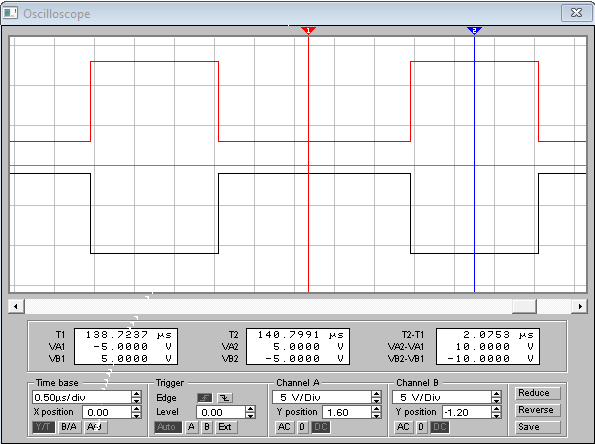 Oscilloscope
1 2
T1 138.7237 µs T2 140.7991 µs T2-T1 2.0753 µs
VA1 -5.0000 V VA2 5.0000 V VA2-VA1 10.0000 V
VB1 5.0000 V VB2 -5.0000 V VB2-VB1 -10.0000 V
Time base Trigger Channel A Channel B
0.50µs/div Edge 5 V/Div 5 V/Div Reduce
X position 0.00 Level 0.00 Y position 1.60 Y position -1.20 Reverse
Y/T B/A A/B Auto A B Ext AC 0 DC AC 0 DC Save